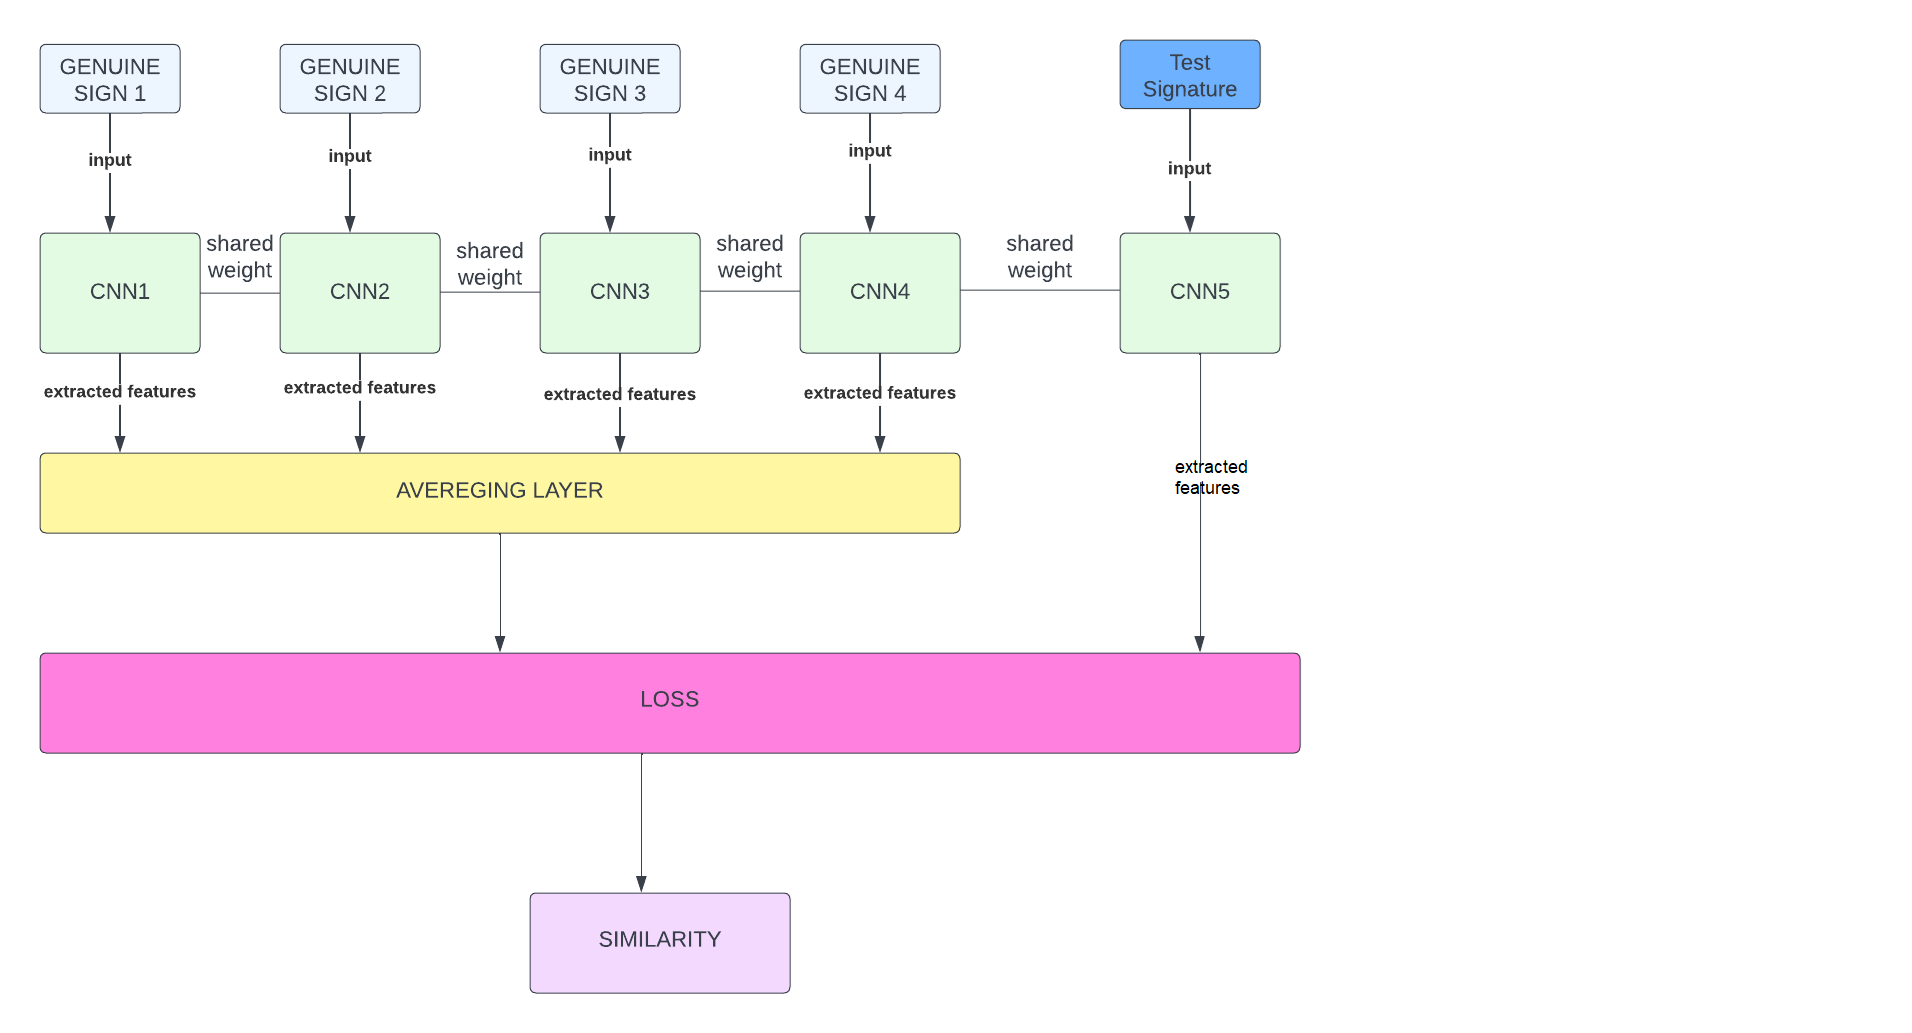 GENUINE
SIGN 1
GENUINE
SIGN 2
GENUINE
SIGN 3
GENUINE
SIGN 4
Test
Signature
input
input
input
input
input
CNN1
shared
weight
CNN2
shared
weight
CNN3
shared
weight
CNN4
shared
weight
CNN5
extracted features
extracted features
extracted features
extracted features
extracted
features
AVEREGING LAYER
LOSS
SIMILARITY